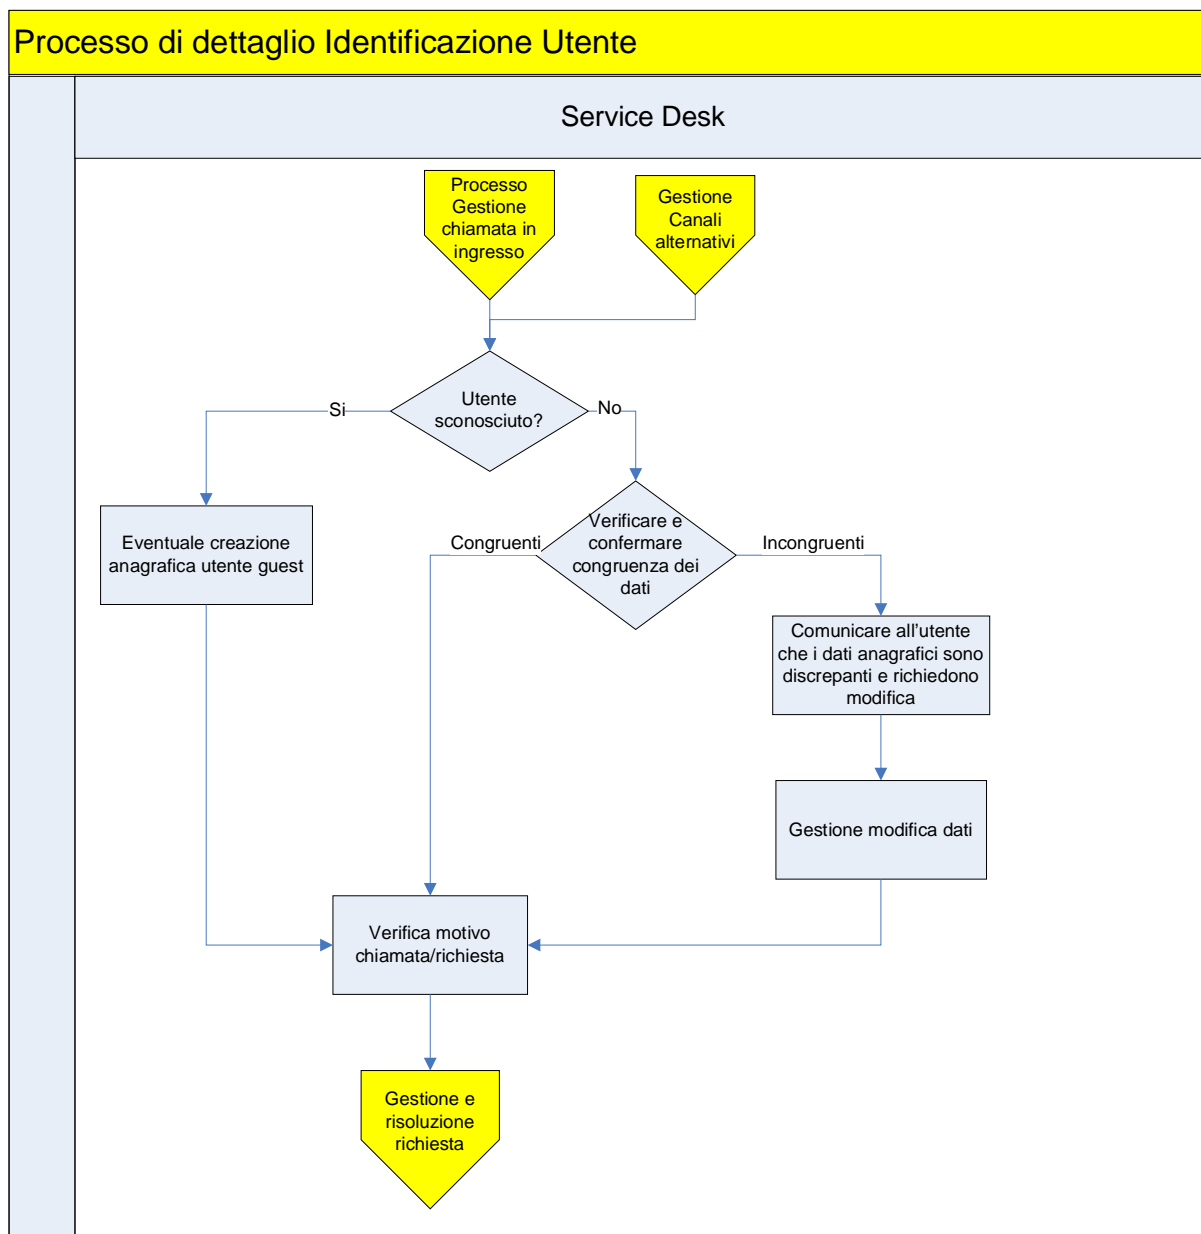 Processo di dettaglio Identificazione Utente
Service Desk
Processo
Gestione
chiamata in
ingresso
Gestione
Canali
alternativi
Utente
sconosciuto?
Si
No
Verificare e
confermare
congruenza dei
dati
Congruenti
Incongruenti
Eventuale creazione
anagrafica utente guest
Comunicare all’utente
che i dati anagrafici sono
discrepanti e richiedono
modifica
Gestione modifica dati
Verifica motivo
chiamata/richiesta
Gestione e
risoluzione
richiesta